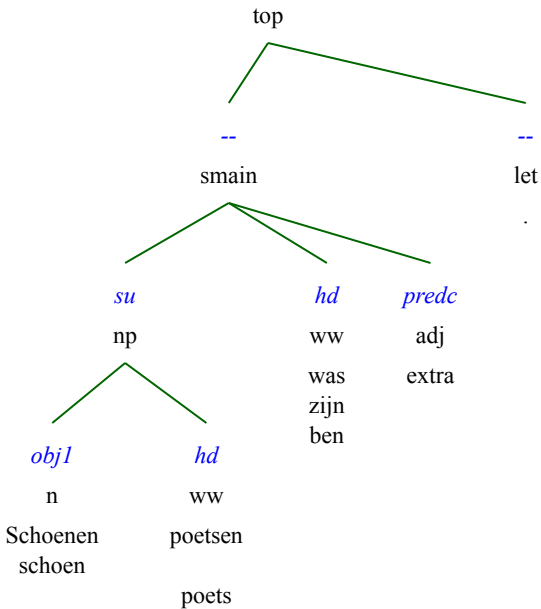 top
-- --
smain let
.
su hd predc
np ww adj
was extra
zijn
ben
obj1 hd
n ww
Schoenen poetsen
schoen
poets